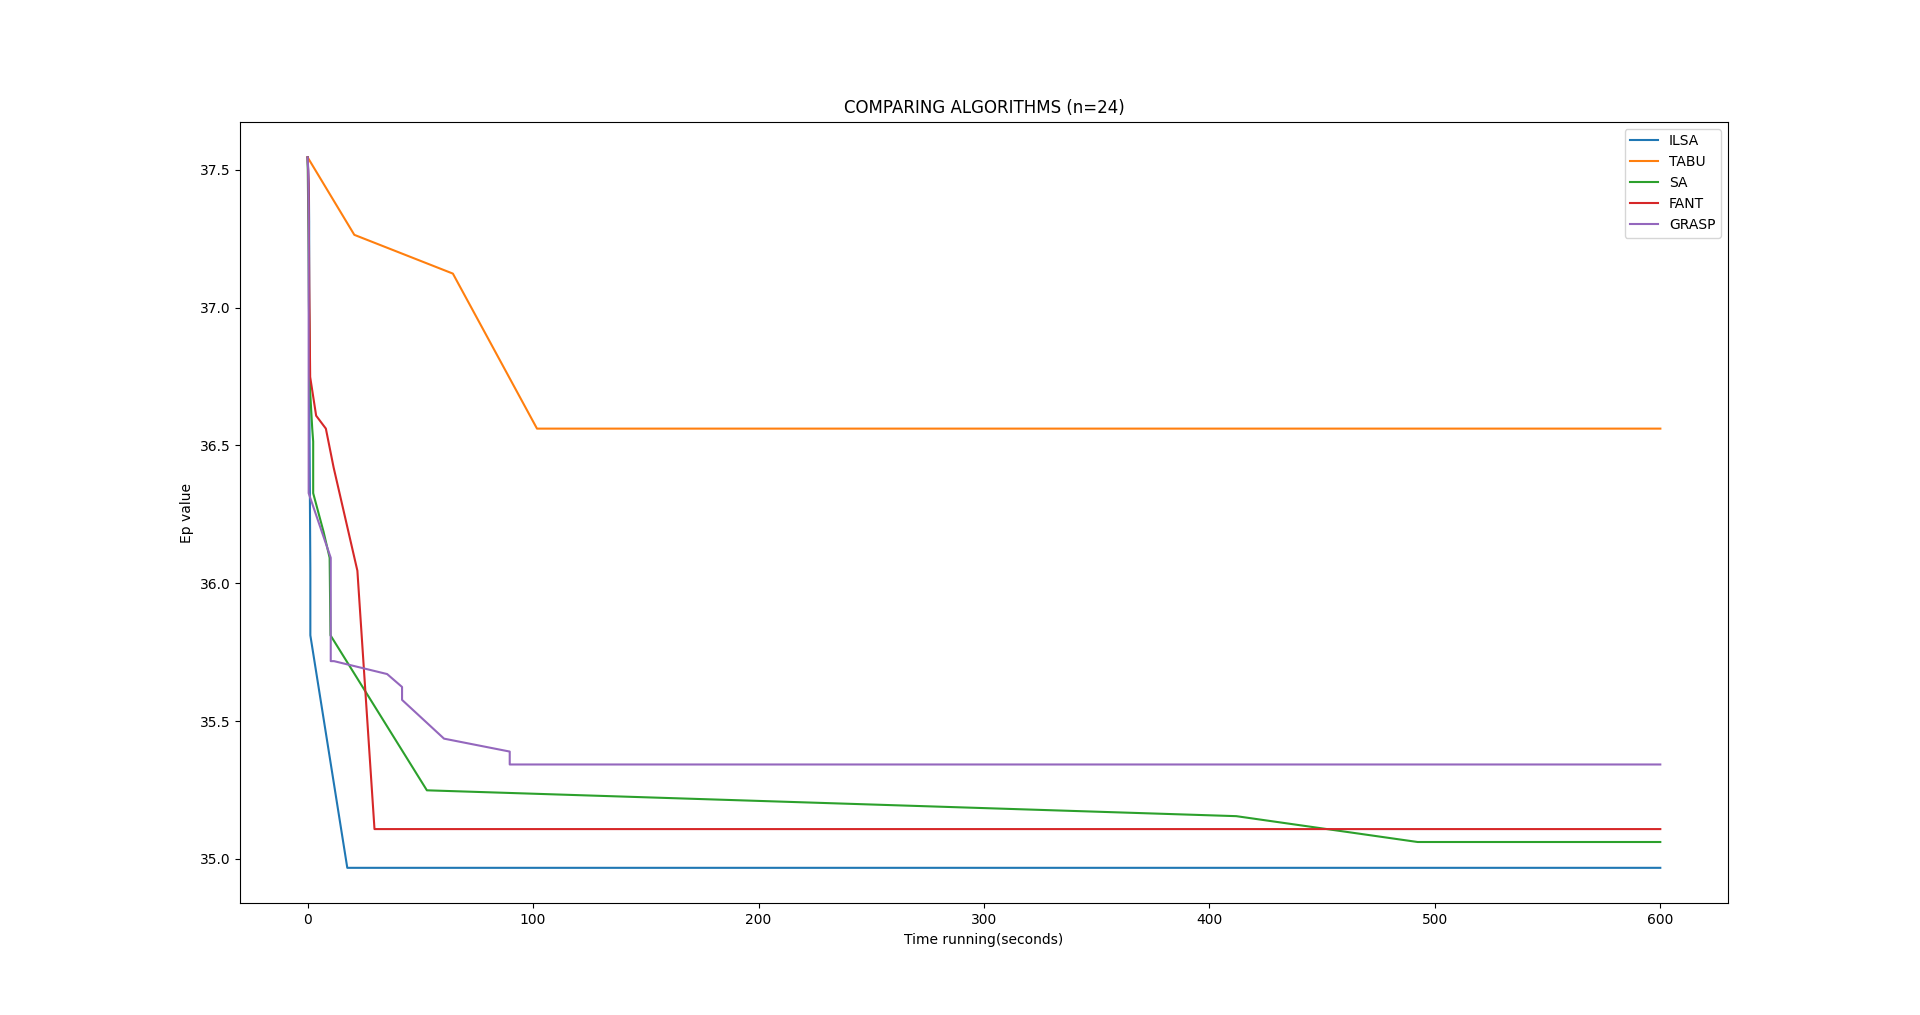 COMPARING ALGORITHMS (n=24)
ILSA
TABU
SA
FANT
GRASP
37.5
37.0
36.5
36.0
35.5
35.0
Ep value
0 100 200 300 400 500 600
Time running(seconds)